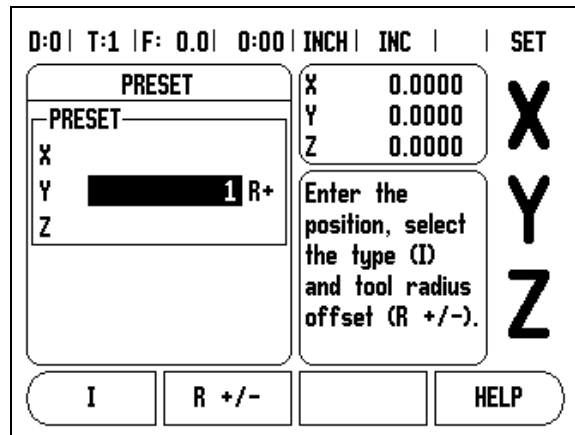 D:0 | T:1 | F: 0.0 | 0:00 | INCH | INC | | SET
PRESET
PRESET
X
Y 1 R+
Z
X 0.0000
Y 0.0000
Z 0.0000
Enter the
position, select
the type (I)
and tool radius
offset (R +/-).
X
Y
Z
I R +/- HELP